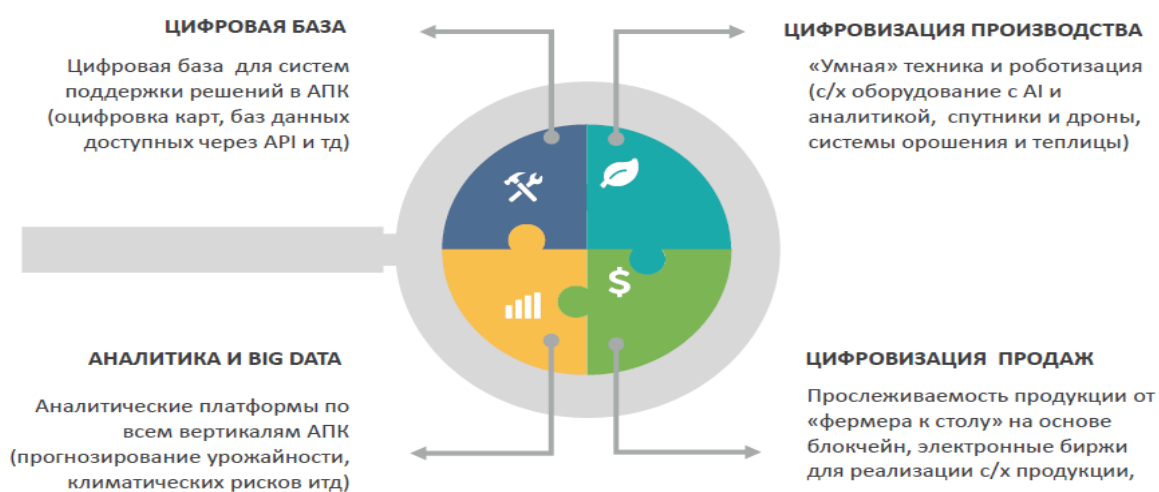 ЦИФРОВАЯ БАЗА
Цифровая база для систем
поддержки решений в АПК
(оцифровка карт, баз данных
доступных через API и тд)
ЦИФРОВИЗАЦИЯ ПРОИЗВОДСТВА
«Умная» техника и роботизация
(с/х оборудование с AI и
аналитикой, спутники и дроны,
системы орошения и теплицы)
$
АНАЛИТИКА И BIG DATA
Аналитические платформы по
всем вертикалям АПК
(прогнозирование урожайности,
климатических рисков итд)
ЦИФРОВИЗАЦИЯ ПРОДАЖ
Прослеживаемость продукции от
«фермера к столу» на основе
блокчейн, электронные биржи
для реализации с/х продукции,